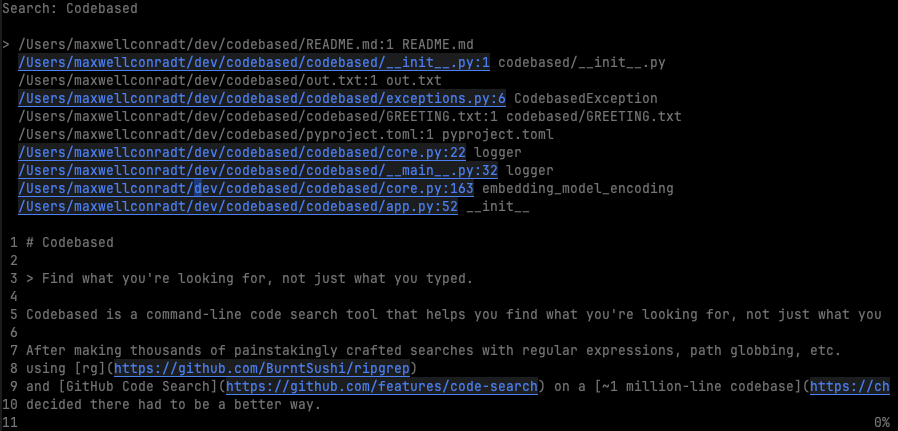 Search: Codebased
> /Users/maxwellconradt/dev/codebased/README.md:1 README.md
/Users/maxwellconradt/dev/codebased/codebased/__init__.py:1 codebased/__init__.py
/Users/maxwellconradt/dev/codebased/out.txt:1 out.txt
/Users/maxwellconradt/dev/codebased/codebased/exceptions.py:6 CodebasedException
/Users/maxwellconradt/dev/codebased/codebased/GREETING.txt:1 codebased/GREETING.txt
/Users/maxwellconradt/dev/codebased/pyproject.toml:1 pyproject.toml
/Users/maxwellconradt/dev/codebased/codebased/core.py:22 logger
/Users/maxwellconradt/dev/codebased/codebased/__main__.py:32 logger
/Users/maxwellconradt/dev/codebased/codebased/core.py:163 embedding_model_encoding
/Users/maxwellconradt/dev/codebased/codebased/app.py:52 __init__
1 # Codebased
2
3 > Find what you're looking for, not just what you typed.
4
5 Codebased is a command-line code search tool that helps you find what you're looking for, not just what you
6
7 After making thousands of painstakingly crafted searches with regular expressions, path globbing, etc.
8 using [rg](https://github.com/BurntSushi/ripgrep)
9 and [GitHub Code Search](https://github.com/features/code-search) on a [~1 million-line codebase](https://ch
10 decided there had to be a better way.
11 0%